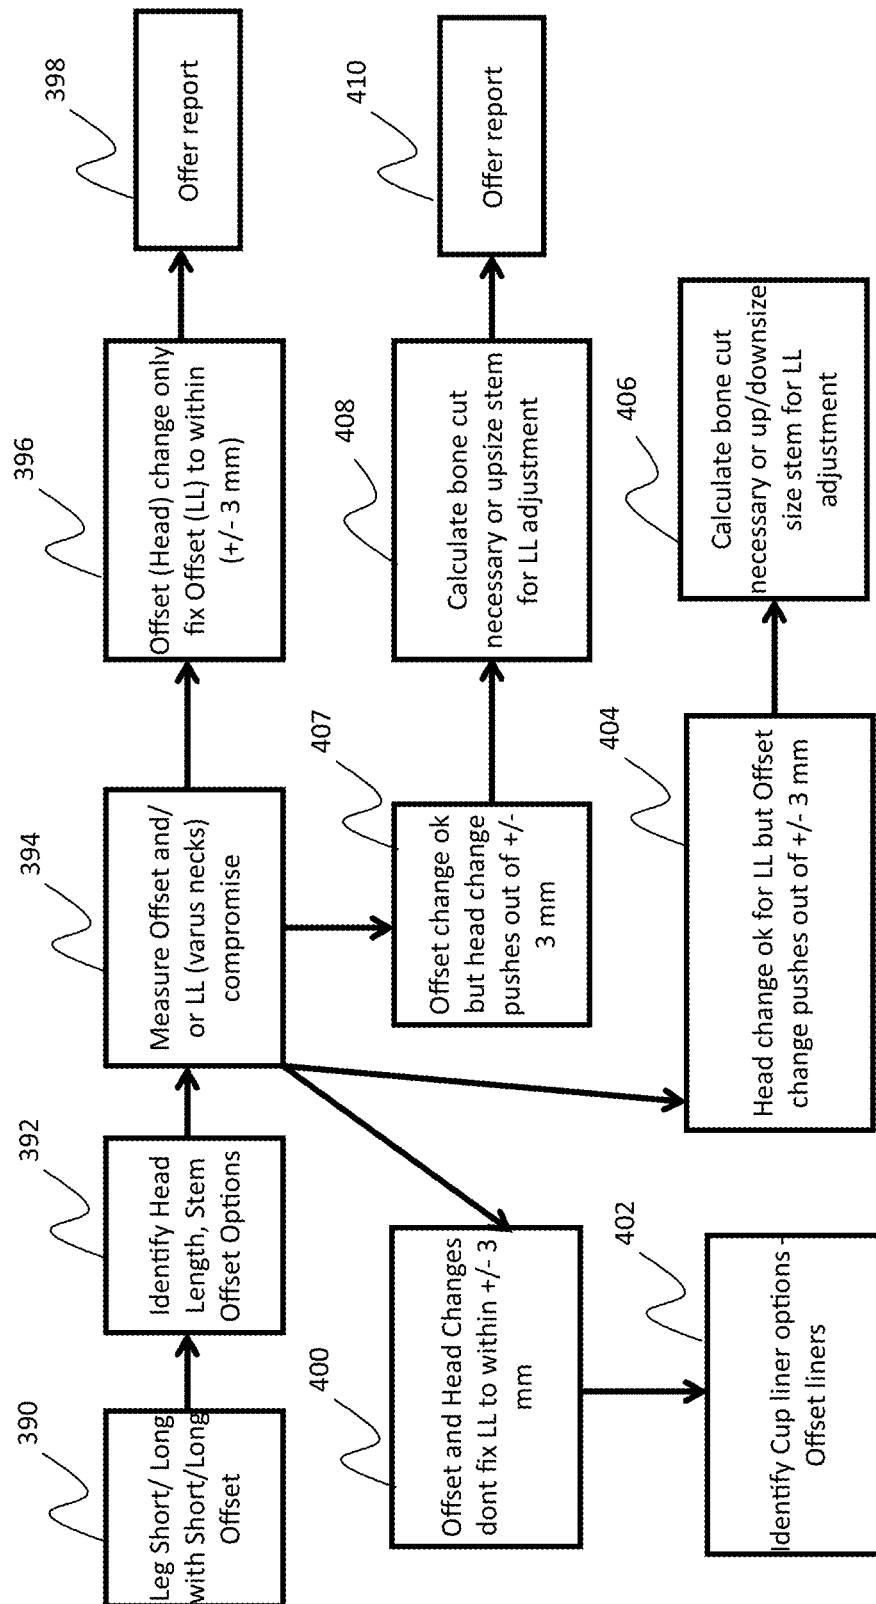 390
Leg Short/ Long
with Short/Long
Offset
392
Identify Head
Length, Stem
Offset Options
394
Measure Offset and/
or LL (varus necks)
compromise
396
Offset (Head) change only
fix Offset (LL) to within
(+/- 3 mm)
398
Offer report
400
Offset and Head Changes
dont fix LL to within +/- 3
mm
407
Offset change ok
but head change
pushes out of +/-
3 mm
408
Calculate bone cut
necessary or upsize stem
for LL adjustment
410
Offer report
402
Identify Cup liner options -
Offset liners
404
Head change ok for LL but Offset
change pushes out of +/- 3 mm
406
Calculate bone cut
necessary or up/downsize
size stem for LL
adjustment